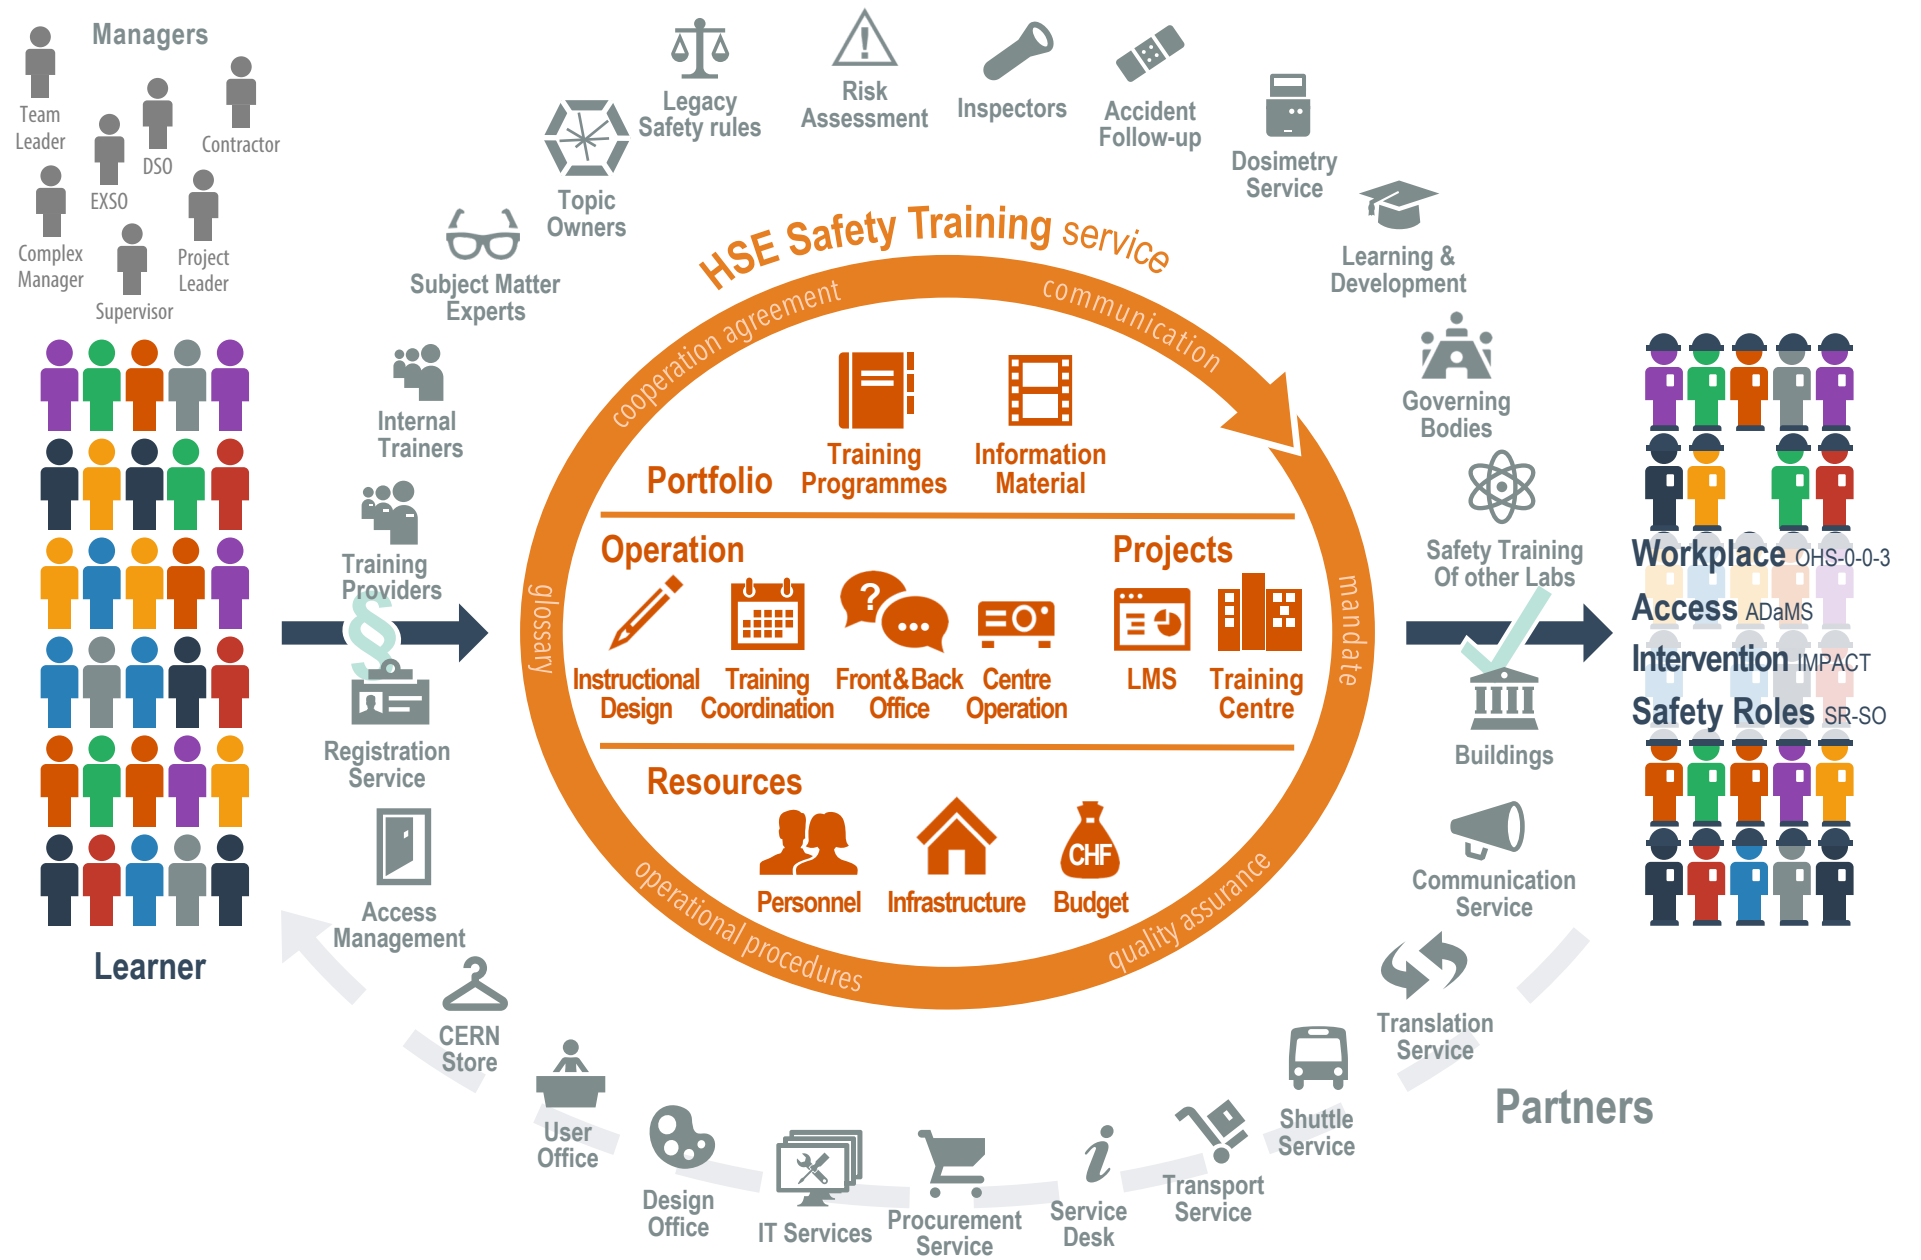 Managers
Team
Leader
DSO
Contractor
EXSO
Complex
Manager
Project
Leader
Supervisor
Learner
Legacy
Safety rules
Risk
Assessment
Inspectors
Accident
Follow-up
Dosimetry
Service
Topic
Owners
Learning &
Development
Subject Matter
Experts
Governing
Bodies
Internal
Trainers
Safety Training
Of other Labs
Training
Providers
§
Registration
Service
Buildings
Access
Management
Communication
Service
CERN
Store
Translation
Service
User
Office
Shuttle
Service
Design
Office
IT Services
Procurement
Service
i
Service
Desk
Transport
Service
Partners
HSE Safety Training service
cooperation agreement
communication
glossary
mandate
operational procedures
quality assurance
Portfolio
Training
Programmes
Information
Material
Operation
Projects
?
Instructional
Design
Training
Coordination
Front & Back
Office
Centre
Operation
LMS
Training
Centre
Resources
CHF
Personnel
Infrastructure
Budget
Workplace OHS-0-0-3
Access ADaMS
Intervention IMPACT
Safety Roles SR-SO